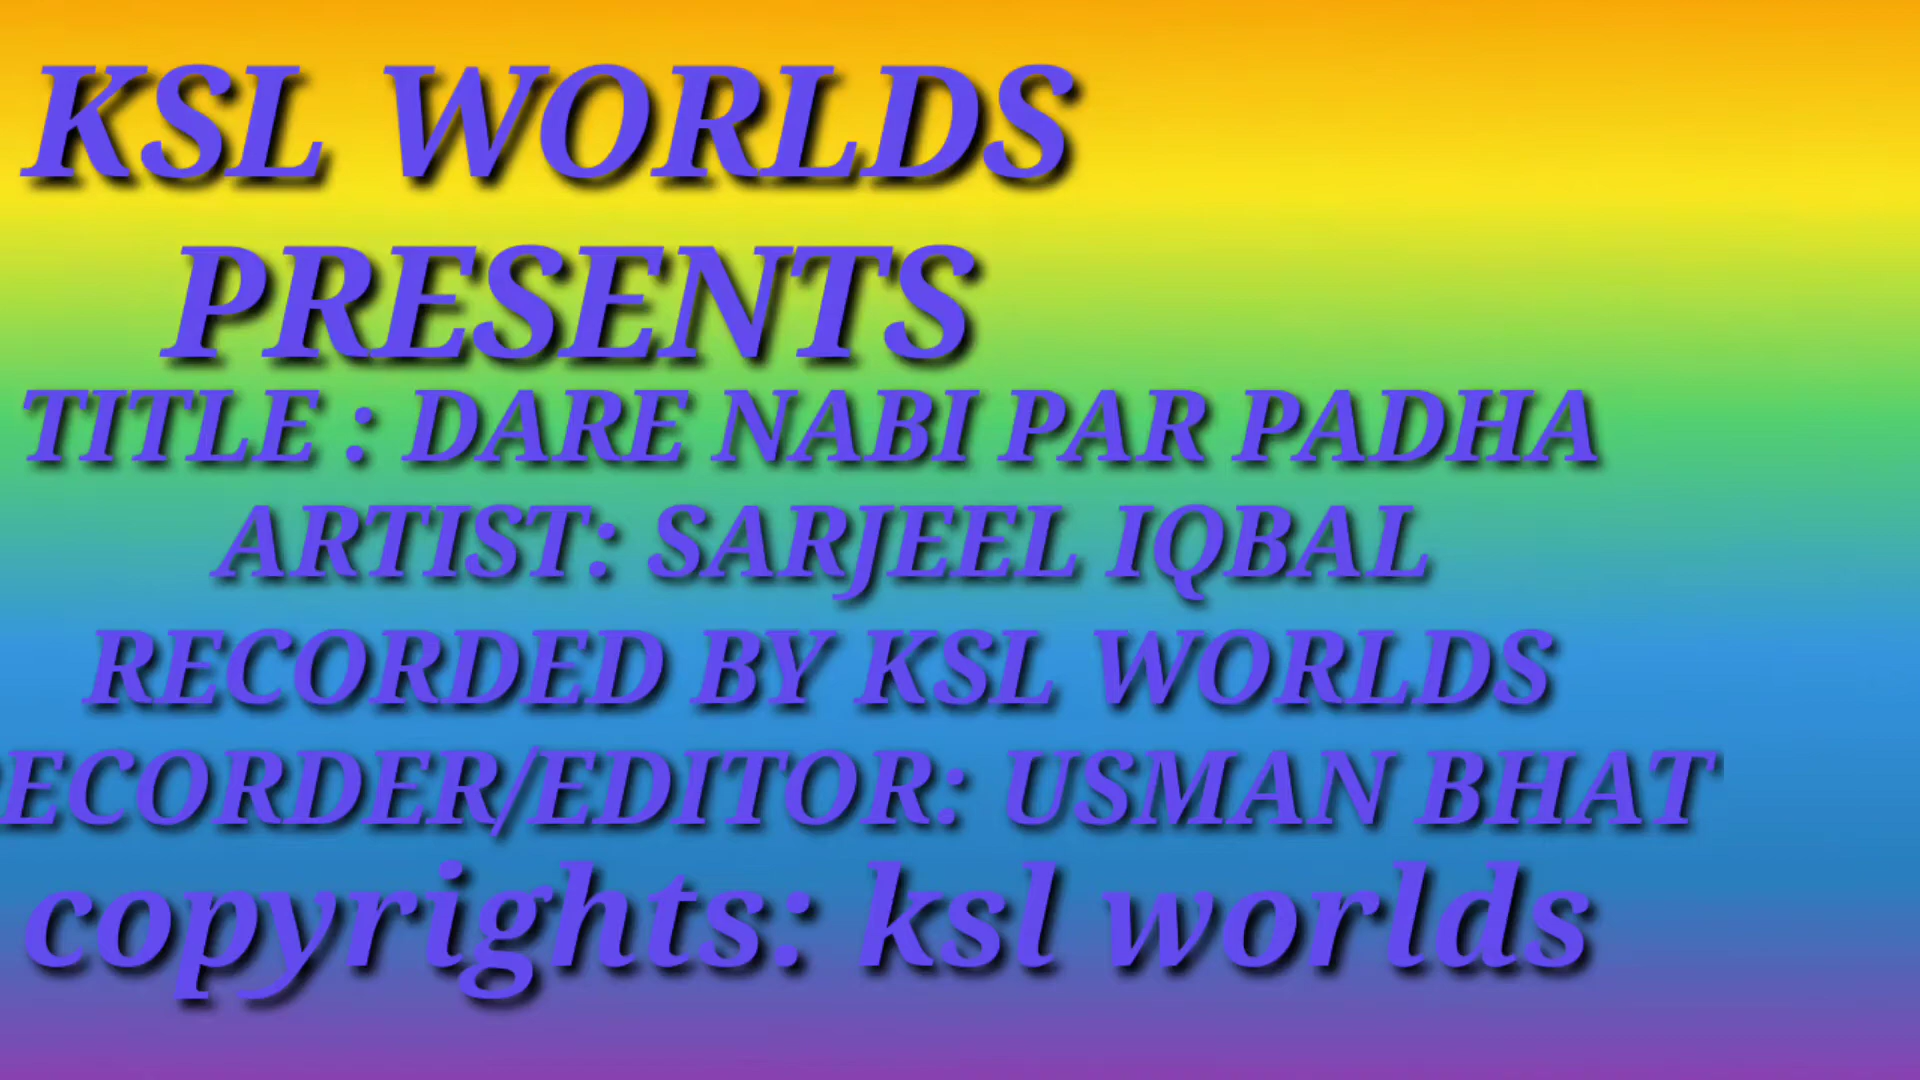 KSL WORLDS
PRESENTS
TITLE : DARE NABI PAR PADHA
ARTIST: SARJEEL IQBAL
RECORDED BY KSL WORLDS
ECORDER/EDITOR: USMAN BHAT
copyrights: ksl worlds